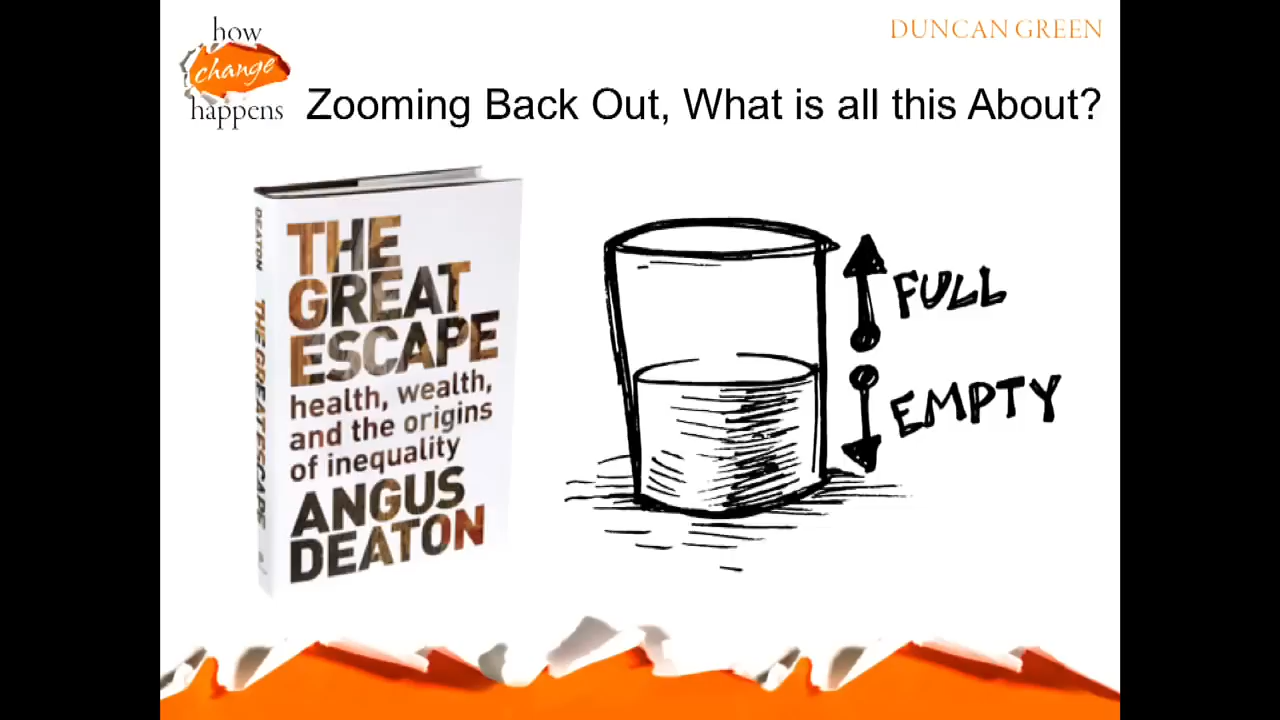 how
change
happens
DUNCAN GREEN
Zooming Back Out, What is all this About?
DEATON THE GREAT ESCAPE
THE
GREAT
ESCAPE
health, wealth,
and the origins
of inequality
ANGUS
DEATON
FULL
EMPTY